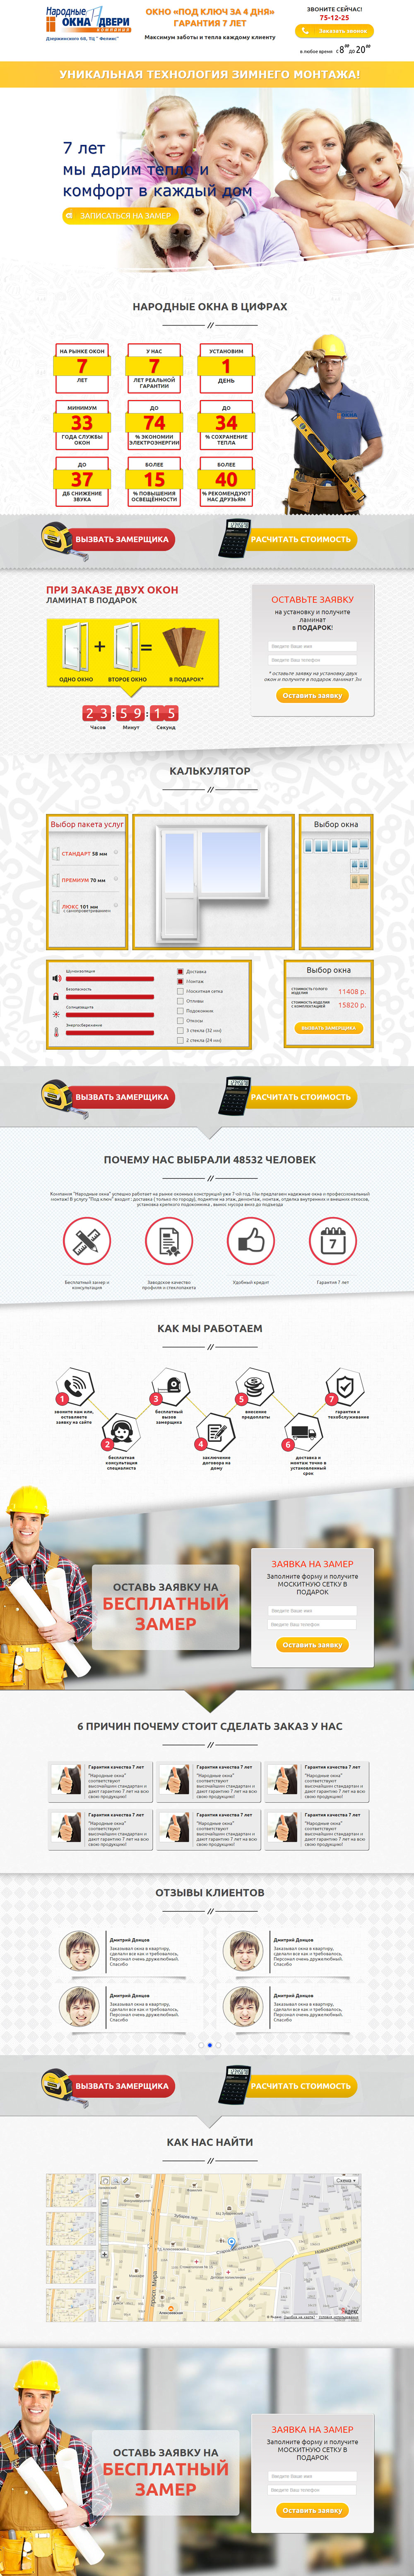 Народные
ОКНА ДВЕРИ
КОМПАНИЯ
Дзержинского 60, ТЦ "Феликс"
ОКНО «ПОД КЛЮЧ ЗА 4 ДНЯ»
ГАРАНТИЯ 7 ЛЕТ
Максимум заботы и тепла каждому клиенту
ЗВОНИТЕ СЕЙЧАС!
75-12-25
Заказать звонок
в любое время с 8 00 до 20 00
УНИКАЛЬНАЯ ТЕХНОЛОГИЯ ЗИМНЕГО МОНТАЖА!
7 лет
мы дарим тепло и
комфорт в каждый дом
ЗАПИСАТЬСЯ НА ЗАМЕР
НАРОДНЫЕ ОКНА В ЦИФРАХ
НА РЫНКЕ ОКОН
7
ЛЕТ
У НАС
7
ЛЕТ РЕАЛЬНОЙ
ГАРАНТИИ
УСТАНОВИМ
1
ДЕНЬ
МИНИМУМ
33
ГОДА СЛУЖБЫ
ОКОН
ДО
74
% ЭКОНОМИИ
ЭЛЕКТРОЭНЕРГИИ
ДО
34
% СОХРАНЕНИЕ
ТЕПЛА
ДО
37
ДБ СНИЖЕНИЕ
ЗВУКА
БОЛЕЕ
15
% ПОВЫШЕНИЯ
ОСВЕЩЁННОСТИ
БОЛЕЕ
40
% РЕКОМЕНДУЮТ
НАС ДРУЗЬЯМ
ВЫЗВАТЬ ЗАМЕРЩИКА
РАСЧИТАТЬ СТОИМОСТЬ
ПРИ ЗАКАЗЕ ДВУХ ОКОН
ЛАМИНАТ В ПОДАРОК
+
=
ОДНО ОКНО
ВТОРОЕ ОКНО
В ПОДАРОК*
23:59:15
Часов
Минут
Секунд
ОСТАВЬТЕ ЗАЯВКУ
на установку и получите
ламинат
в ПОДАРОК!
Введите Ваше имя
Введите Ваш телефон
* оставьте заявку на установку двух
окон и получите в подарок ламинат 3м
Оставить заявку
КАЛЬКУЛЯТОР
Выбор пакета услуг
СТАНДАРТ 58 мм
ПРЕМИУМ 70 мм
ЛЮКС 101 мм
с самопроветриванием
Выбор окна
Шумоизоляция
Безопасность
Солнцезащита
Энергосбережение
Доставка
Монтаж
Москитная сетка
Отливы
Подоконник
Откосы
3 стекла (32 мм)
2 стекла (24 мм)
Выбор окна
СТОИМОСТЬ ГОЛОГО
ИЗДЕЛИЯ
11408 р.
СТОИМОСТЬ ИЗДЕЛИЯ
С КОМПЛЕКТАЦИЕЙ
15820 р.
ВЫЗВАТЬ ЗАМЕРЩИКА
ВЫЗВАТЬ ЗАМЕРЩИКА
РАСЧИТАТЬ СТОИМОСТЬ
ПОЧЕМУ НАС ВЫБРАЛИ 48532 ЧЕЛОВЕК
Компания "Народные окна" успешно работает на рынке оконных конструкций уже 7-ой год. Мы предлагаем надежные окна и профессиональный
монтаж! В услугу "Под ключ" входит: доставка ( только по городу), поднятие на этаж, демонтаж, монтаж, отделка внутренних и внешних откосов,
установка крепкого подоконника , вынос мусора вниз до подъезда
7
Бесплатный замер и
консультация
Заводское качество
профиля и стеклопакета
Удобный кредит
Гарантия 7 лет
КАК МЫ РАБОТАЕМ
1
звоните нам или,
оставляете
заявку на сайте
2
бесплатная
консультация
специалиста
3
бесплатный
вызов
замерщика
4
заключение
договора на
дому
5
внесение
предоплаты
6
доставка и
монтаж точно в
установленный
срок
7
гарантия и
техобслуживание
ОСТАВЬ ЗАЯВКУ НА
БЕСПЛАТНЫЙ
ЗАМЕР
ЗАЯВКА НА ЗАМЕР
Заполните форму и получите
МОСКИТНУЮ СЕТКУ В
ПОДАРОК
Введите Ваше имя
Введите Ваш телефон
Оставить заявку
6 ПРИЧИН ПОЧЕМУ СТОИТ СДЕЛАТЬ ЗАКАЗ У НАС
Гарантия качества 7 лет
"Народные окна"
соответствуют
высочайшим стандартам и
дают гарантию 7 лет на всю
свою продукцию!
Гарантия качества 7 лет
"Народные окна"
соответствуют
высочайшим стандартам и
дают гарантию 7 лет на всю
свою продукцию!
Гарантия качества 7 лет
"Народные окна"
соответствуют
высочайшим стандартам и
дают гарантию 7 лет на всю
свою продукцию!
Гарантия качества 7 лет
"Народные окна"
соответствуют
высочайшим стандартам и
дают гарантию 7 лет на всю
свою продукцию!
Гарантия качества 7 лет
"Народные окна"
соответствуют
высочайшим стандартам и
дают гарантию 7 лет на всю
свою продукцию!
Гарантия качества 7 лет
"Народные окна"
соответствуют
высочайшим стандартам и
дают гарантию 7 лет на всю
свою продукцию!
ОТЗЫВЫ КЛИЕНТОВ
Дмитрий Донцов
Заказывал окна в квартиру,
сделали все как и требовалось,
Персонал очень дружелюбный.
Спасибо
Дмитрий Донцов
Заказывал окна в квартиру,
сделали все как и требовалось,
Персонал очень дружелюбный.
Спасибо
Дмитрий Донцов
Заказывал окна в квартиру,
сделали все как и требовалось,
Персонал очень дружелюбный.
Спасибо
Дмитрий Донцов
Заказывал окна в квартиру,
сделали все как и требовалось,
Персонал очень дружелюбный.
Спасибо
ВЫЗВАТЬ ЗАМЕРЩИКА
РАСЧИТАТЬ СТОИМОСТЬ
КАК НАС НАЙТИ
Схема
просп. Мира
Алексеевская
Яндекс
ОСТАВЬ ЗАЯВКУ НА
БЕСПЛАТНЫЙ
ЗАМЕР
ЗАЯВКА НА ЗАМЕР
Заполните форму и получите
МОСКИТНУЮ СЕТКУ В
ПОДАРОК
Введите Ваше имя
Введите Ваш телефон
Оставить заявку